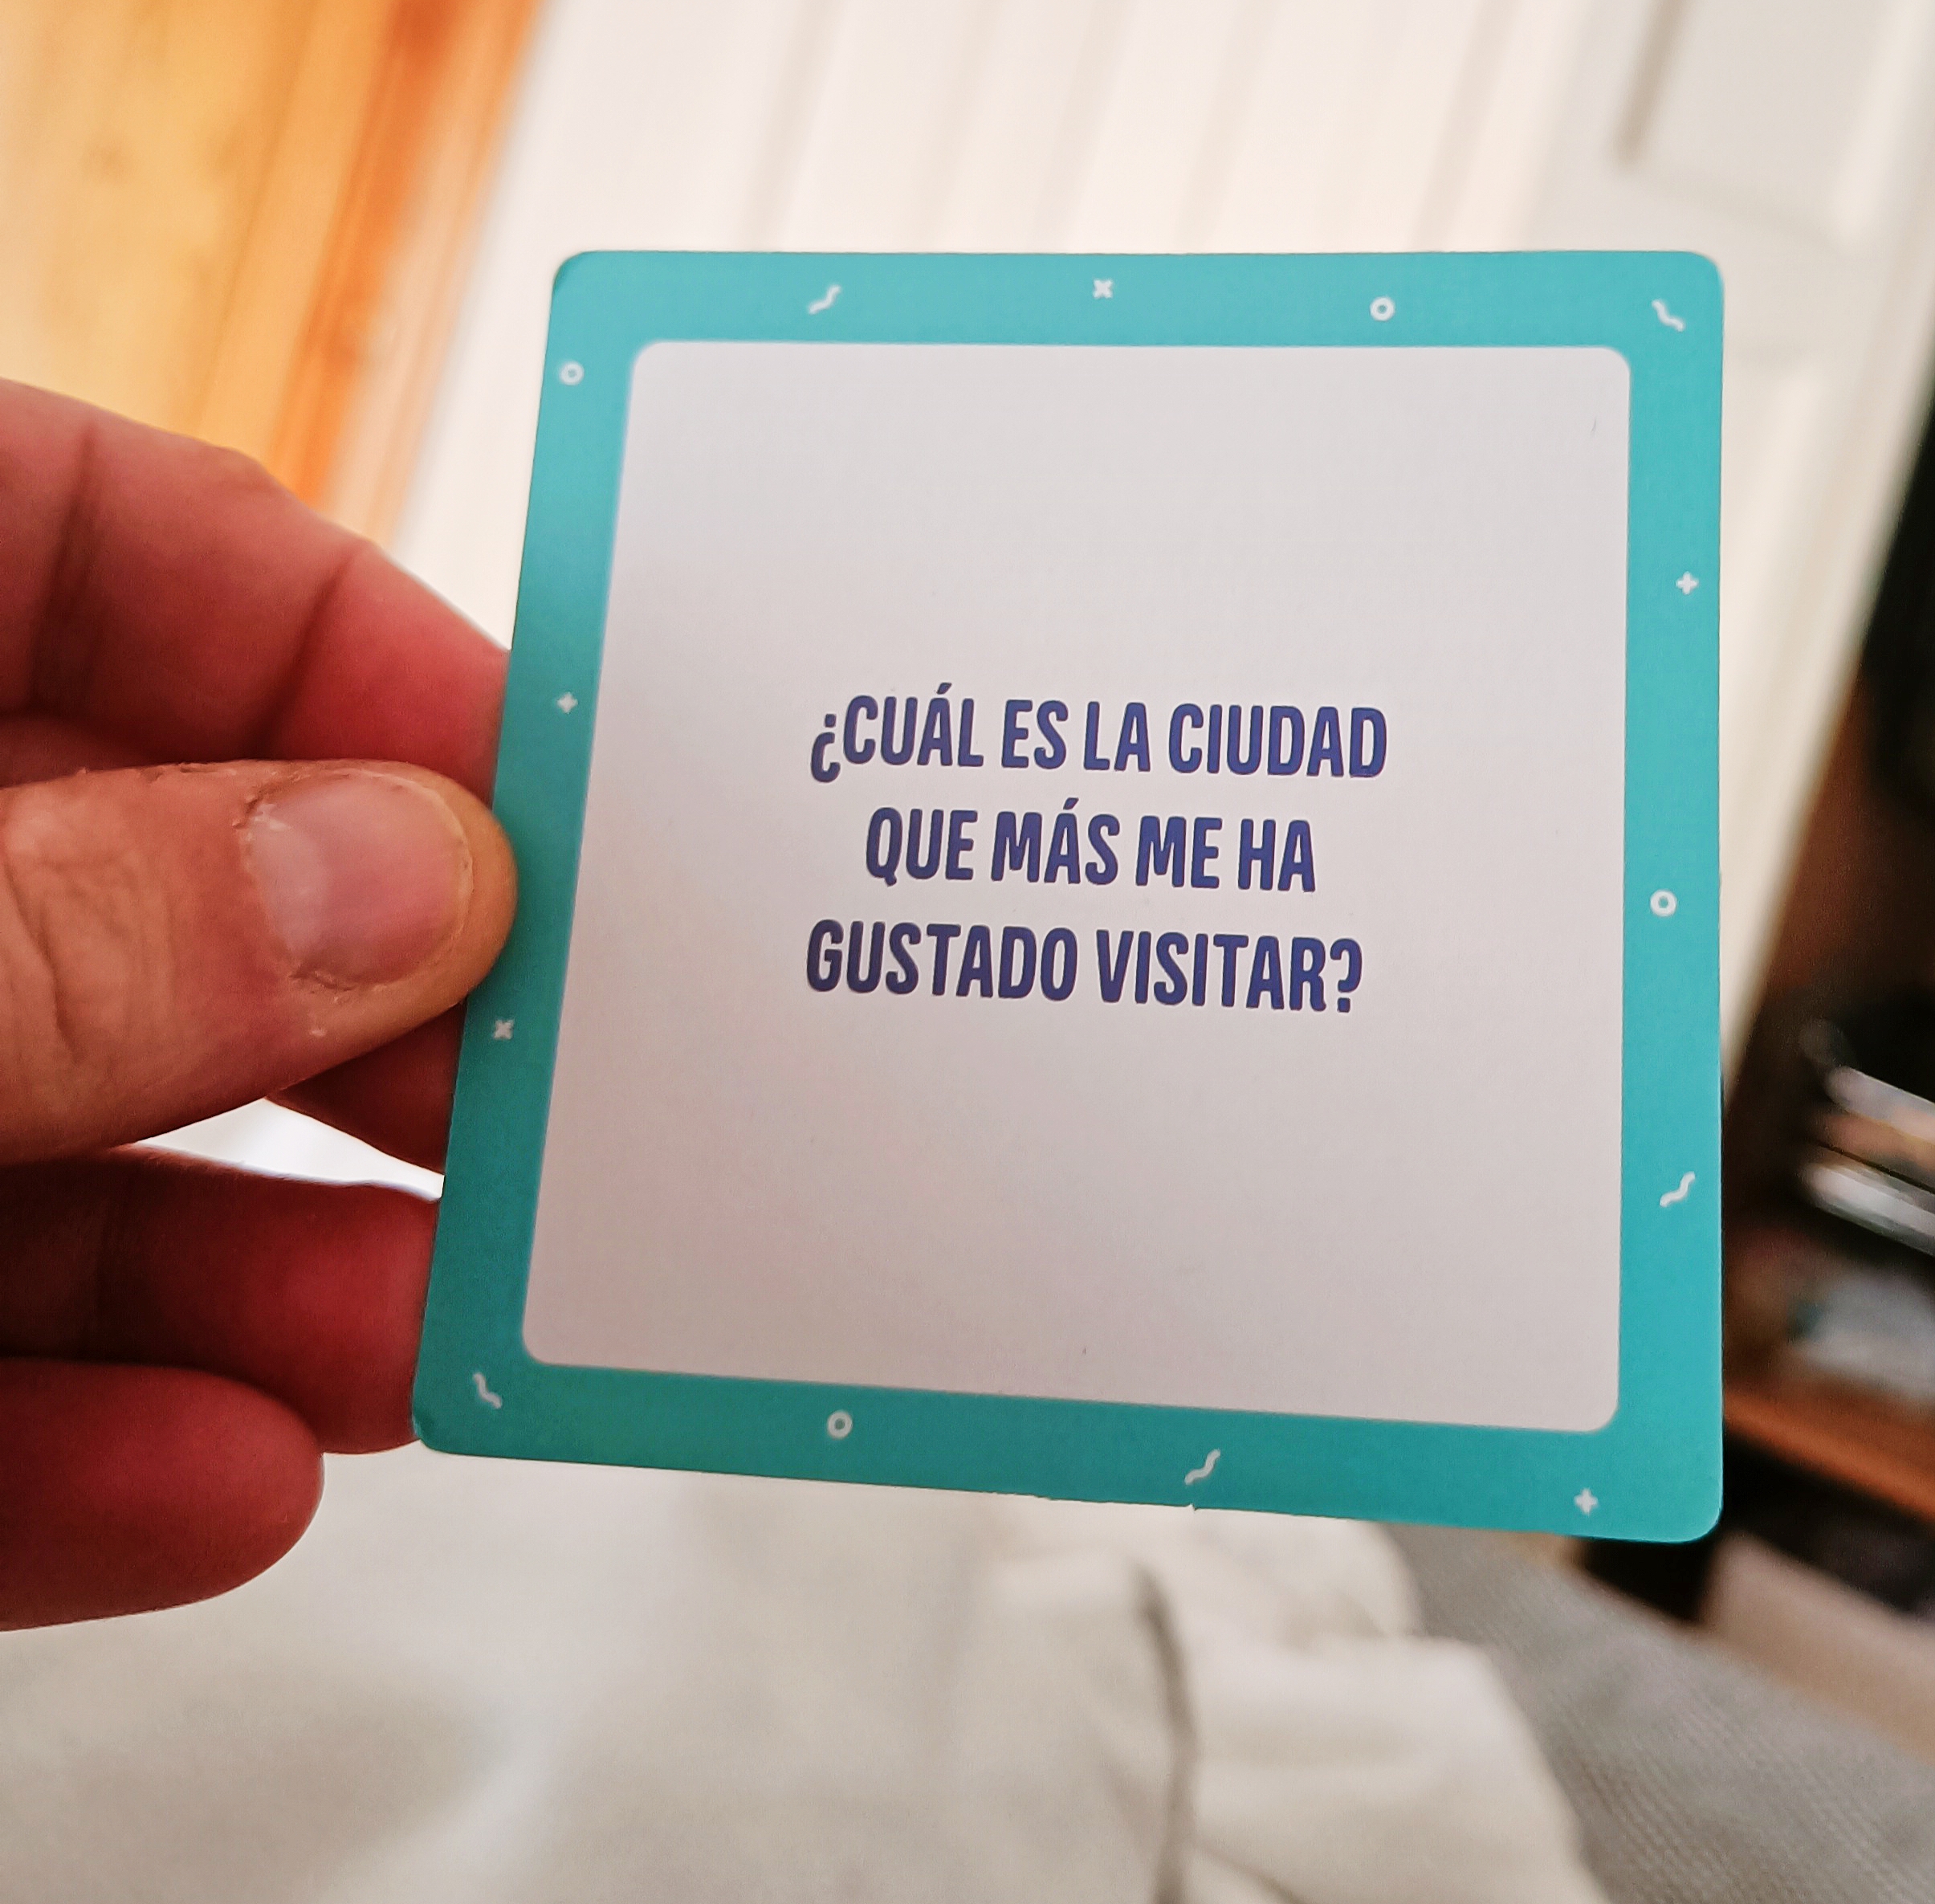 ¿CUÁL ES LA CIUDAD
QUE MÁS ME HA
GUSTADO VISITAR?